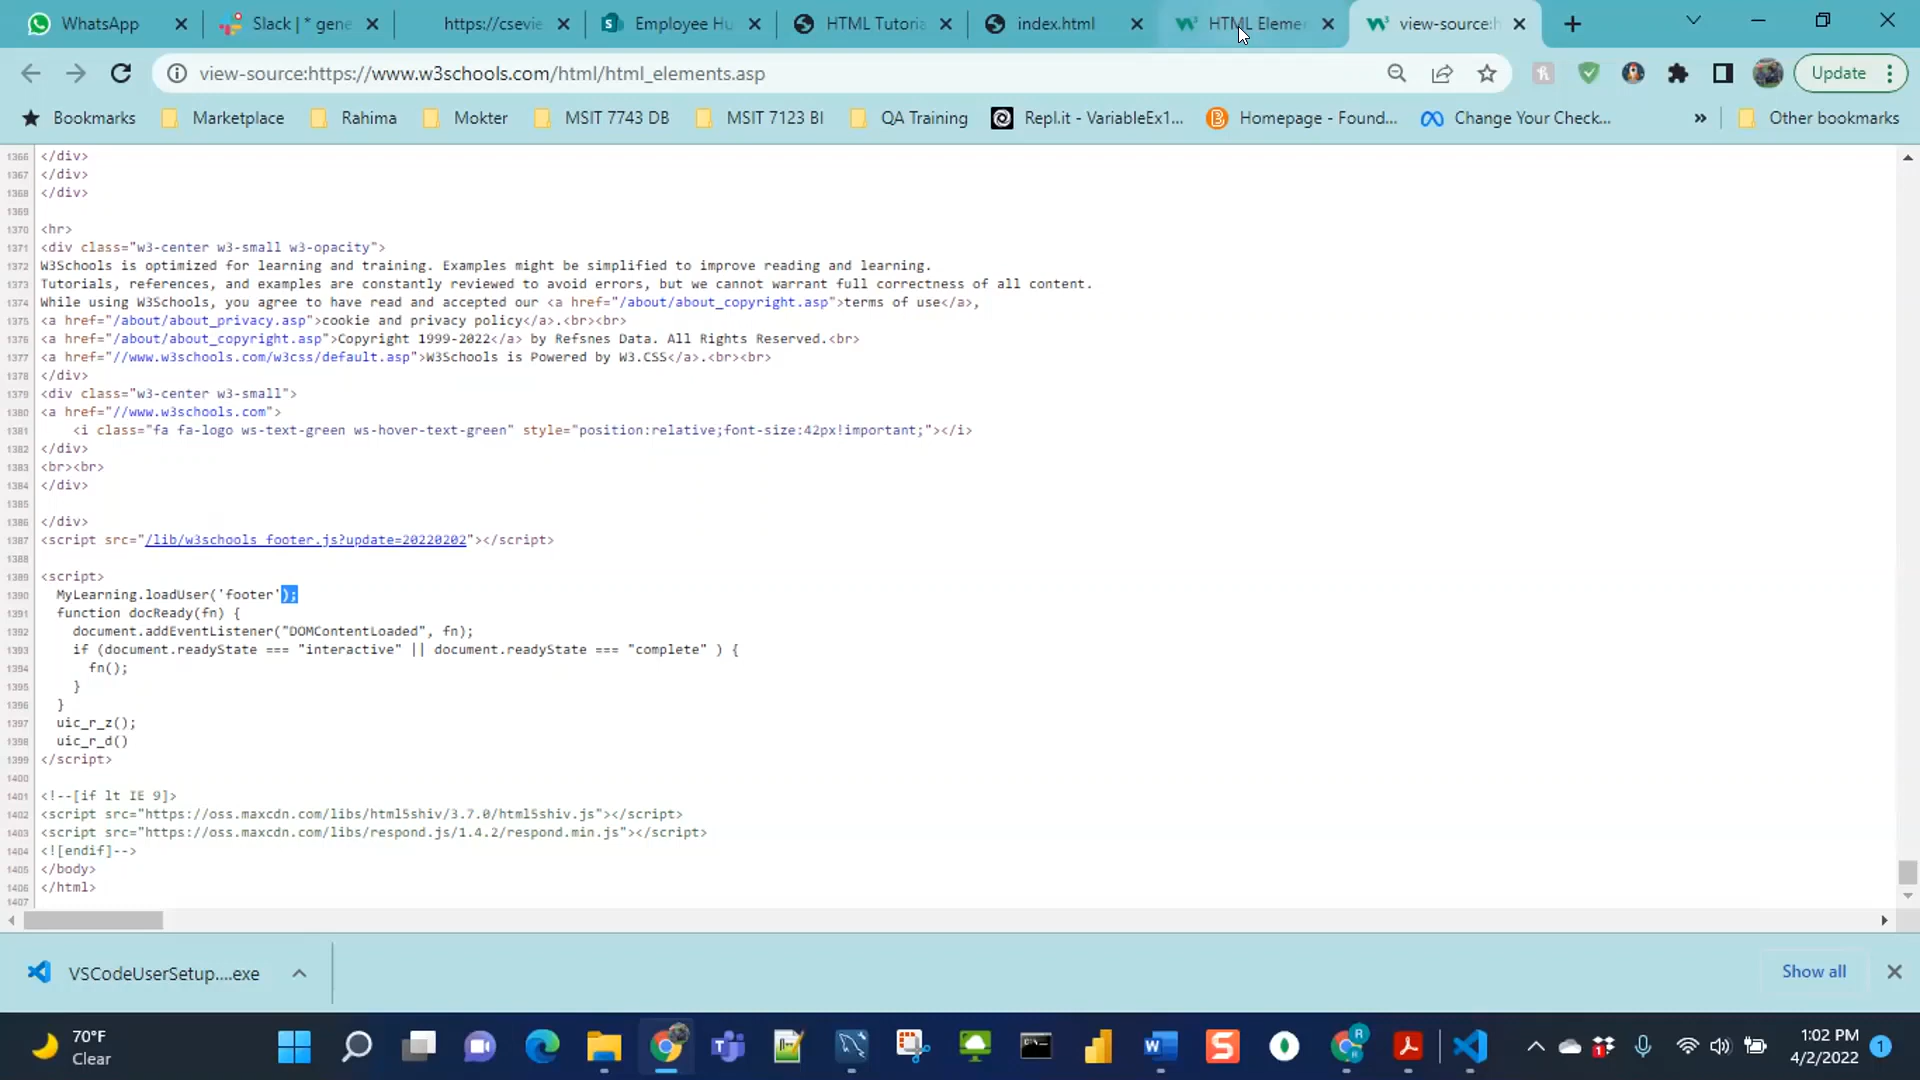 WhatsApp
Slack | * gene
https://csevie
Employee Hu
HTML Tutoria
index.html
HTML Eleme
view-source:h
view-source:https://www.w3schools.com/html/html_elements.asp
Update
Bookmarks
Marketplace
Rahima
Mokter
MSIT 7743 DB
MSIT 7123 BI
QA Training
Repl.it - VariableEx1...
Homepage - Found...
Change Your Check...
»
Other bookmarks
1366 </div>
1367 </div>
1368 </div>
1369
1370 <hr>
1371 <div class="w3-center w3-small w3-opacity">
1372 W3Schools is optimized for learning and training. Examples might be simplified to improve reading and learning.
1373 Tutorials, references, and examples are constantly reviewed to avoid errors, but we cannot warrant full correctness of all content.
1374 While using W3Schools, you agree to have read and accepted our <a href="/about/about_copyright.asp">terms of use</a>,
1375 <a href="/about/about_privacy.asp">cookie and privacy policy</a>.<br><br>
1376 <a href="/about/about_copyright.asp">Copyright 1999-2022</a> by Refsnes Data. All Rights Reserved.<br>
1377 <a href="//www.w3schools.com/w3css/default.asp">W3Schools is Powered by W3.CSS</a>.<br><br>
1378 </div>
1379 <div class="w3-center w3-small">
1380 <a href="//www.w3schools.com">
1381 <i class="fa fa-logo ws-text-green ws-hover-text-green" style="position:relative;font-size:42px!important;"></i>
1382 </div>
1383 <br><br>
1384 </div>
1385
1386 </div>
1387 <script src="/lib/w3schools_footer.js?update=20220202"></script>
1388
1389 <script>
1390 MyLearning.loadUser('footer');
1391 function docReady(fn) {
1392 document.addEventListener("DOMContentLoaded", fn);
1393 if (document.readyState === "interactive" || document.readyState === "complete" ) {
1394 fn();
1395 }
1396 }
1397 uic_r_z();
1398 uic_r_d()
1399 </script>
1400
1401 <!--[if lt IE 9]>
1402 <script src="https://oss.maxcdn.com/libs/html5shiv/3.7.0/html5shiv.js"></script>
1403 <script src="https://oss.maxcdn.com/libs/respond.js/1.4.2/respond.min.js"></script>
1404 <![endif]-->
1405 </body>
1406 </html>
1407
VSCodeUserSetup....exe
Show all
70°F
Clear
1:02 PM
4/2/2022
1